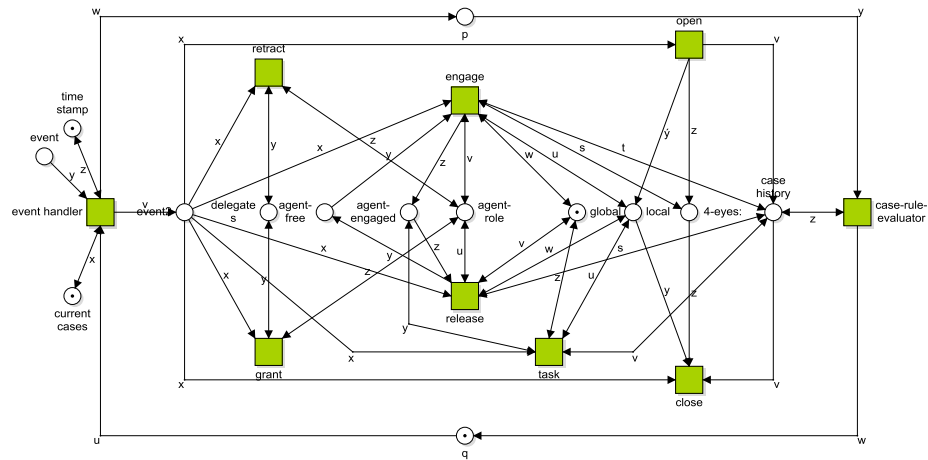 w
p
y
x
open
v
retract
engage
time
stamp
event
y
z
x
y
x
z
y
z
v
w
u
s
t
ý
z
case
history
event handler
v
event2
delegate
s
agent-
free
agent-
engaged
agent-
role
global
local
4-eyes:
z
case-rule-
evaluator
x
x
y
x
y
z
z
u
v
w
z
u
s
y
z
current
cases
release
y
x
v
grant
task
x
close
v
u
q
w